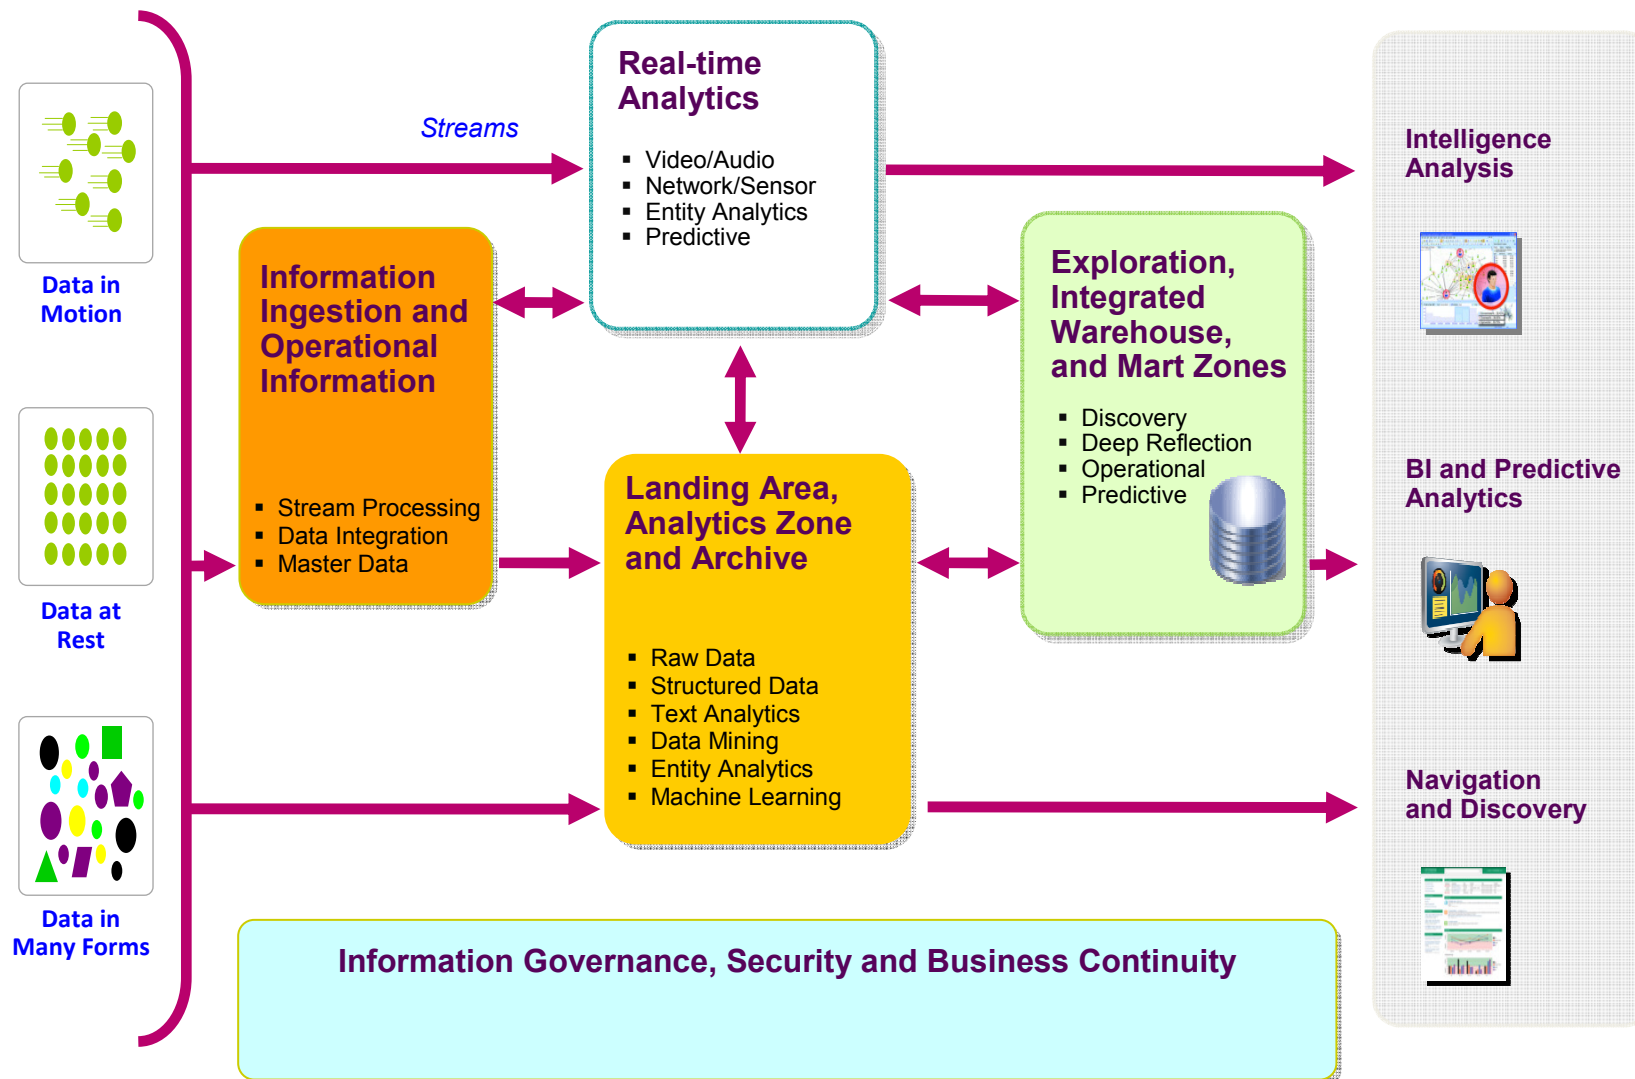 Data in
Motion
Data at
Rest
Data in
Many Forms
Streams
Information
Ingestion and
Operational
Information
▪ Stream Processing
▪ Data Integration
▪ Master Data
Real-time
Analytics
▪ Video/Audio
▪ Network/Sensor
▪ Entity Analytics
▪ Predictive
Landing Area,
Analytics Zone
and Archive
▪ Raw Data
▪ Structured Data
▪ Text Analytics
▪ Data Mining
▪ Entity Analytics
▪ Machine Learning
Exploration,
Integrated
Warehouse,
and Mart Zones
▪ Discovery
▪ Deep Reflection
▪ Operational
▪ Predictive
Intelligence
Analysis
BI and Predictive
Analytics
Navigation
and Discovery
Information Governance, Security and Business Continuity